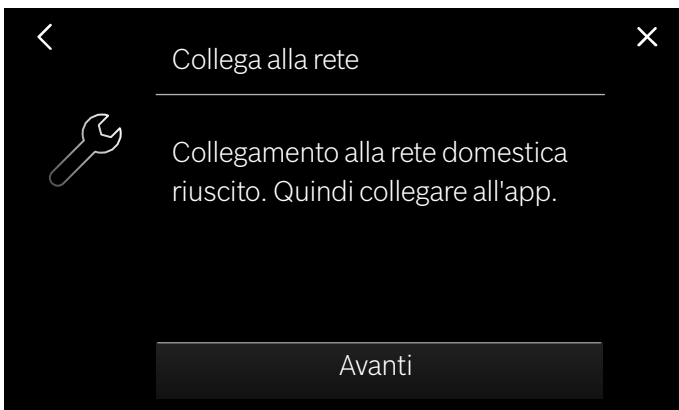 Collega alla rete
Collegamento alla rete domestica
riuscito. Quindi collegare all'app.
Avanti